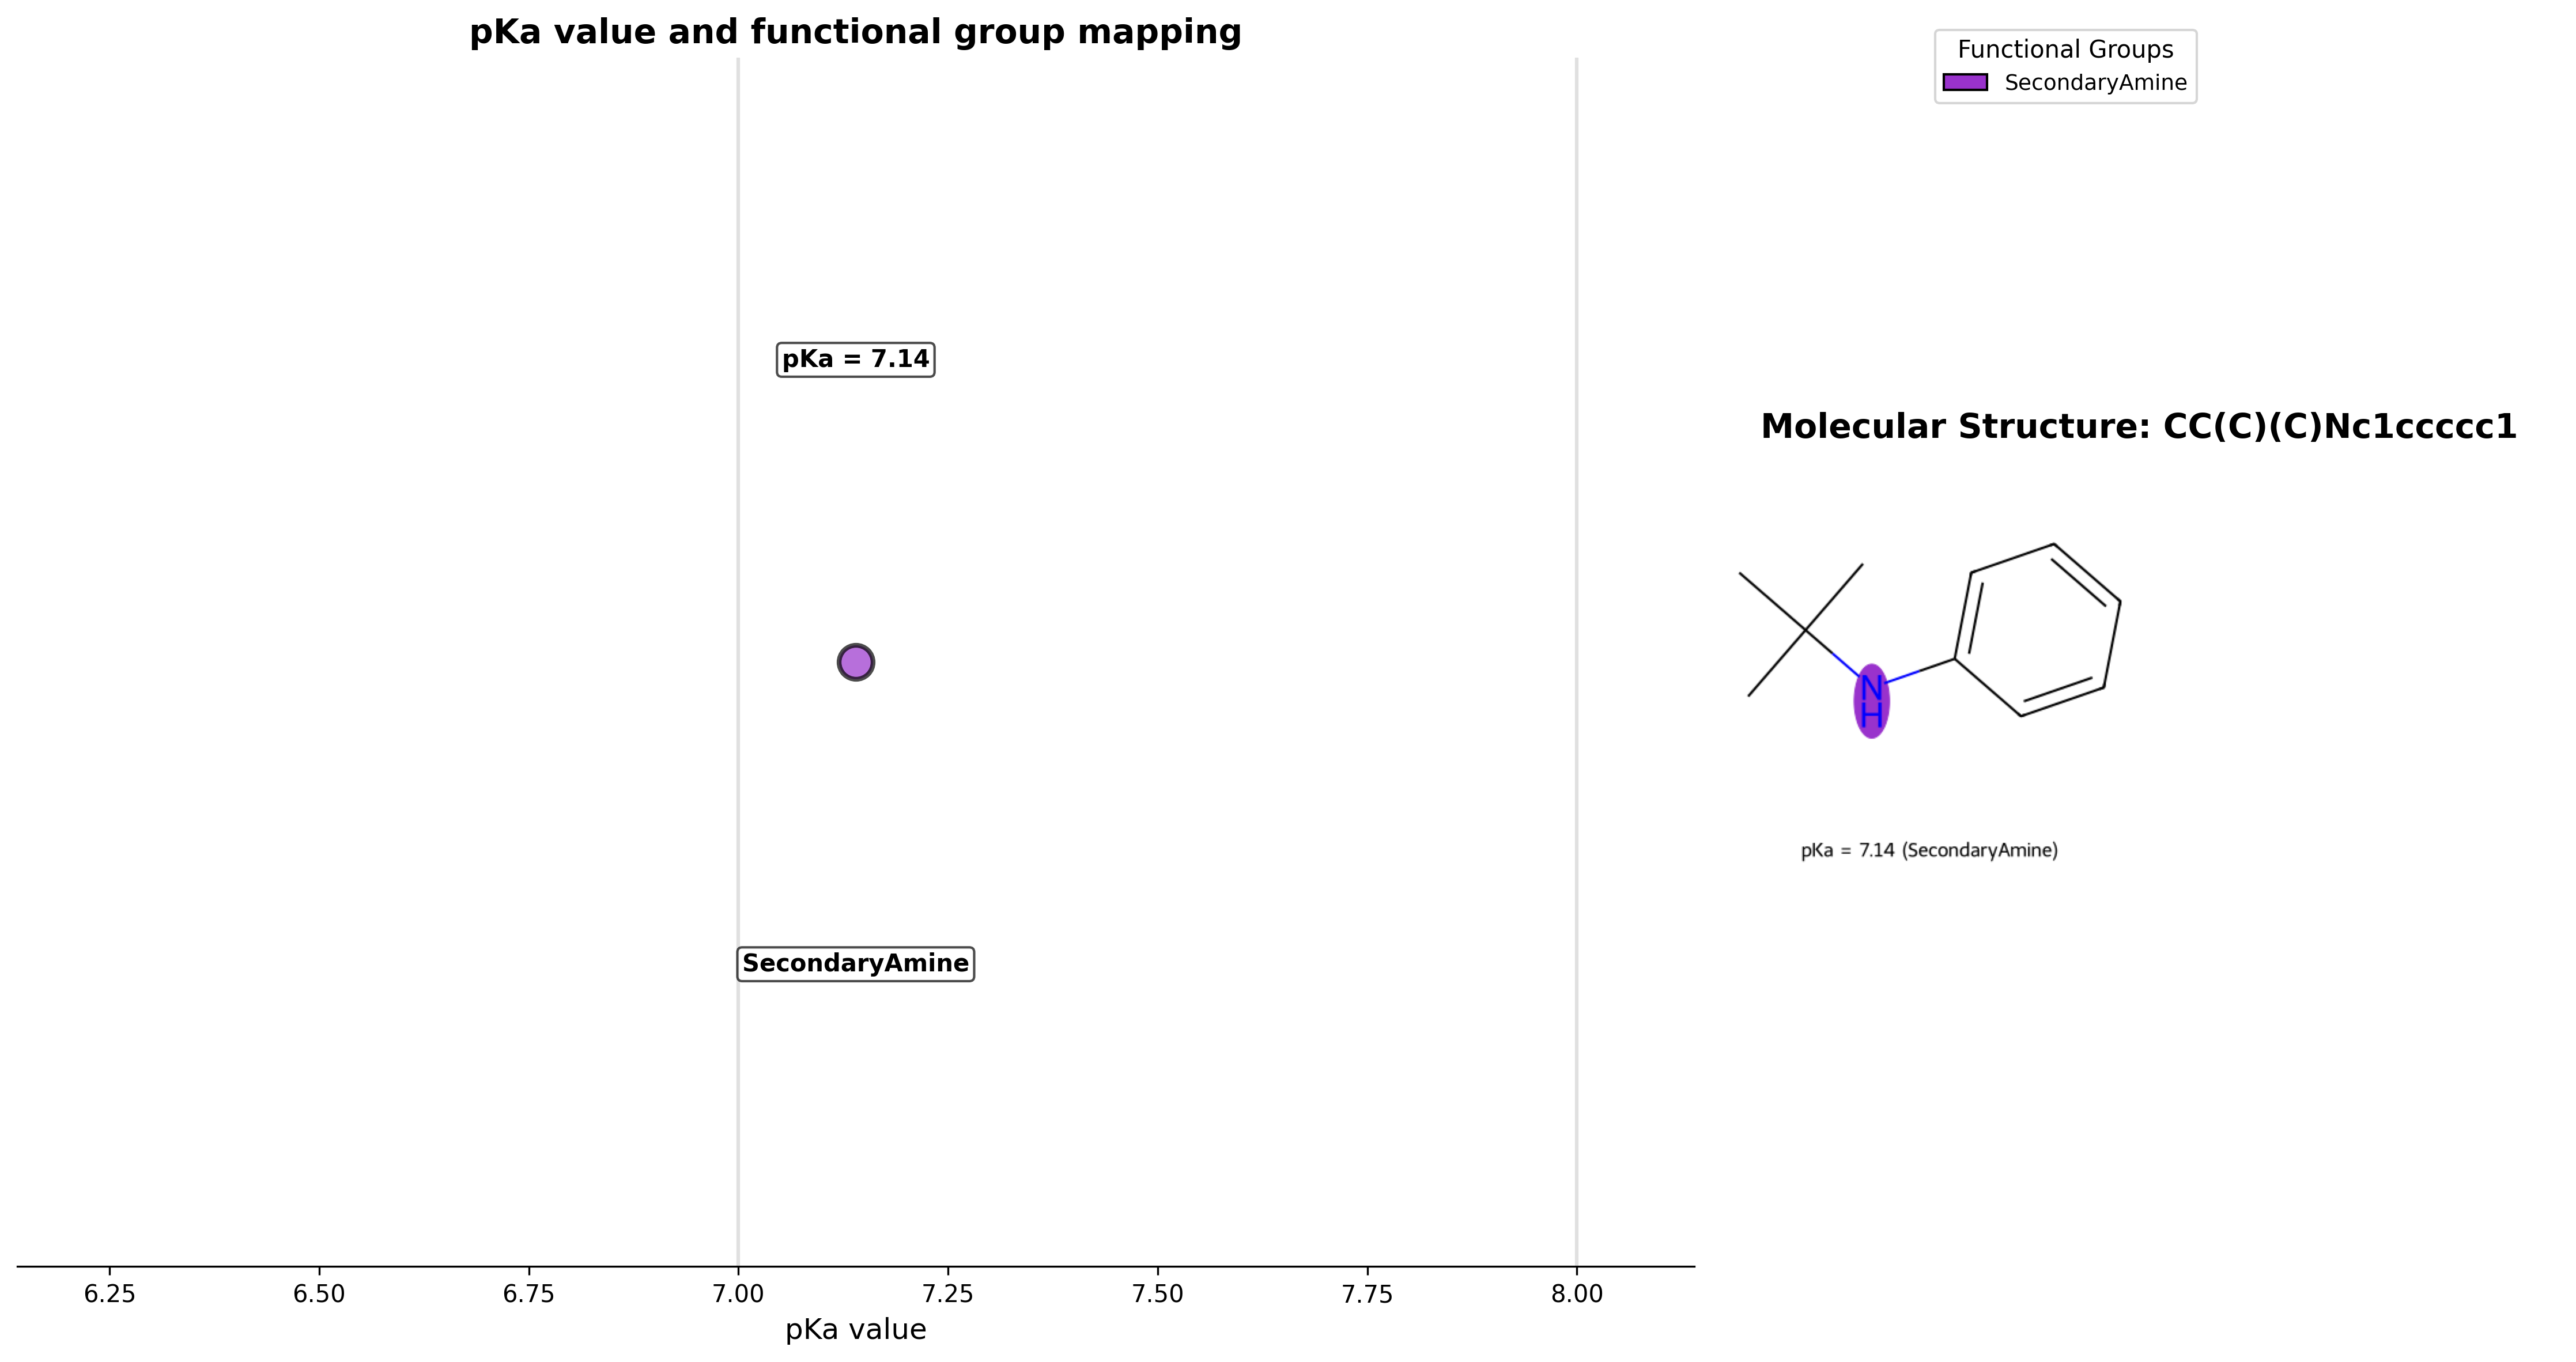 pKa value and functional group mapping
Functional Groups
SecondaryAmine
pKa = 7.14
Molecular Structure: CC(C)(C)Nc1ccccc1
N
H
pKa = 7.14 (SecondaryAmine)
SecondaryAmine
6.25 6.50 6.75 7.00 7.25 7.50 7.75 8.00
pKa value